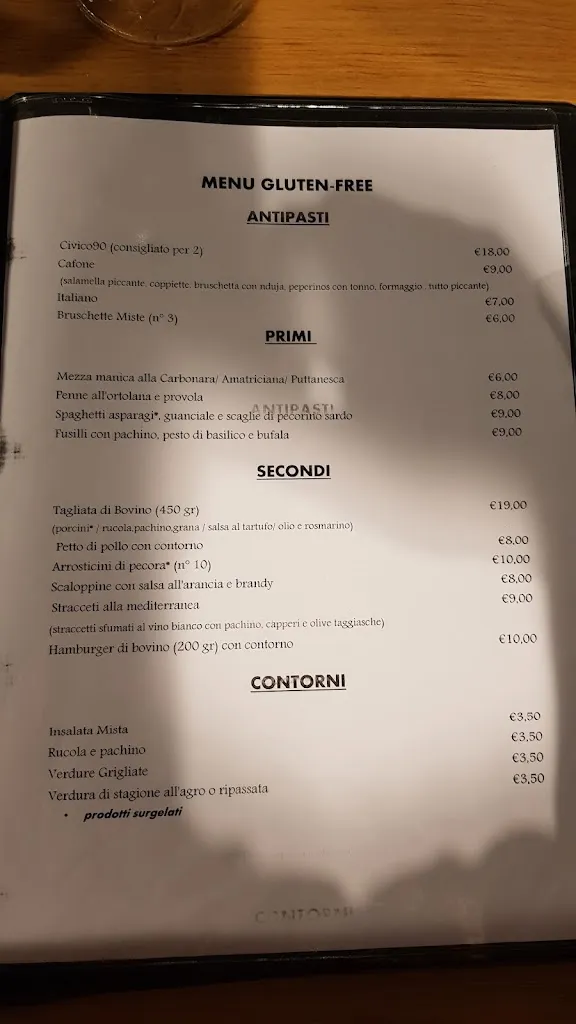 MENU GLUTEN-FREE
ANTIPASTI
Civico90 (consigliato per 2) €18,00
Cafone €9,00
(salamella piccante, coppiette, bruschetta con nduja, peperinos con tonno, formaggio , tutto piccante)
Italiano €7,00
Bruschette Miste (n° 3) €6,00
PRIMI
Mezza manica alla Carbonara/ Amatriciana/ Puttanesca €6,00
Penne all'ortolana e provola €8,00
ANTIPASTI
Spaghetti asparagi*, guanciale e scaglie di pecorino sardo €9,00
Fusilli con pachino, pesto di basilico e bufala €9,00
SECONDI
Tagliata di Bovino (450 gr) €19,00
(porcini* / rucola,pachino,grana / salsa al tartufo/ olio e rosmarino)
Petto di pollo con contorno €8,00
Arrosticini di pecora* (n° 10) €10,00
Scaloppine con salsa all'arancia e brandy €8,00
Stracceti alla mediterranea €9,00
(straccetti sfumati al vino bianco con pachino, capperi e olive taggiasche)
Hamburger di bovino (200 gr) con contorno €10,00
CONTORNI
Insalata Mista €3,50
Rucola e pachino €3,50
Verdure Grigliate €3,50
Verdura di stagione all'agro o ripassata €3,50
• prodotti surgelati
CONTORNI